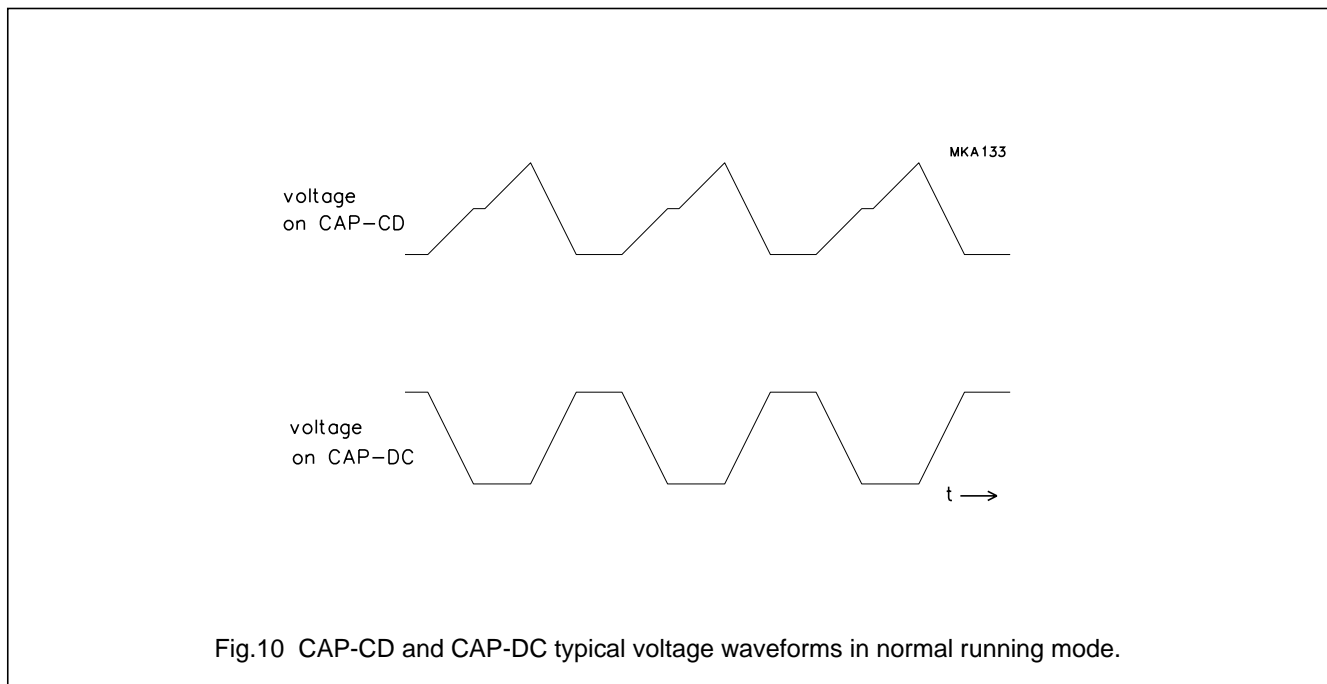 MKA133
voltage
on CAP-CD
voltage
on CAP-DC
t
Fig.10 CAP-CD and CAP-DC typical voltage waveforms in normal running mode.